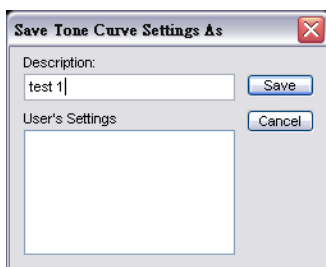 Save Tone Curve Settings As
Description:
test 1
Save
User's Settings
Cancel